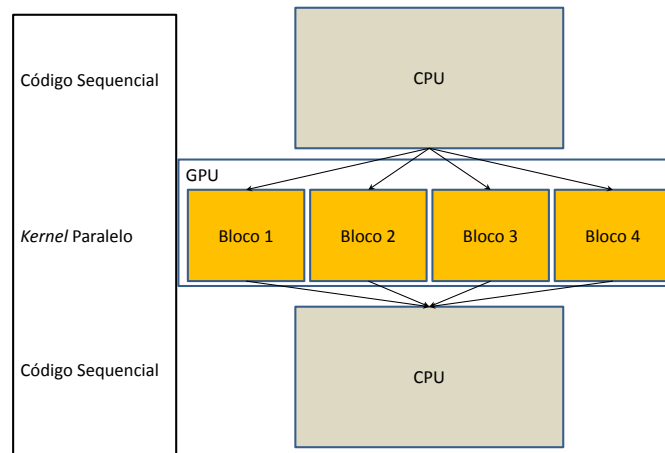 Código Sequencial
CPU
GPU
Kernel Paralelo
Bloco 1
Bloco 2
Bloco 3
Bloco 4
Código Sequencial
CPU